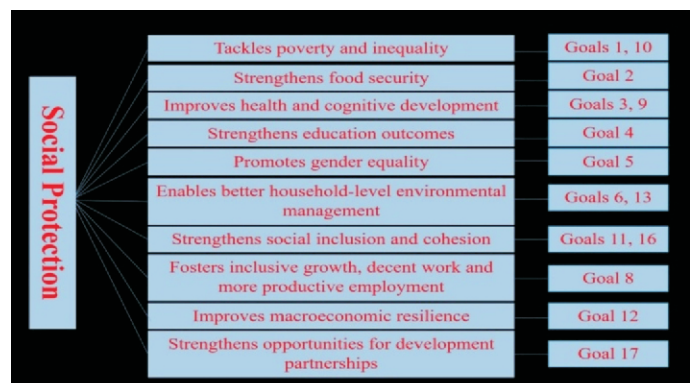 Social Protection
Tackles poverty and inequality
Goals 1, 10
Strengthens food security
Goal 2
Improves health and cognitive development
Goals 3, 9
Strengthens education outcomes
Goal 4
Promotes gender equality
Goal 5
Enables better household-level environmental
management
Goals 6, 13
Strengthens social inclusion and cohesion
Goals 11, 16
Fosters inclusive growth, decent work and
more productive employment
Goal 8
Improves macroeconomic resilience
Goal 12
Strengthens opportunities for development
partnerships
Goal 17